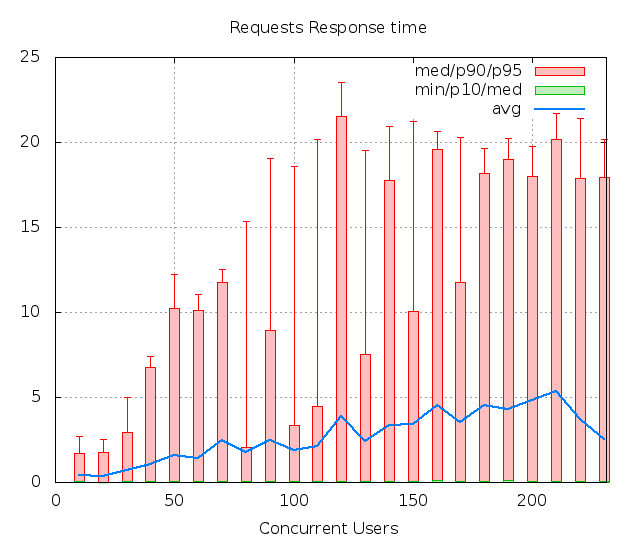 Requests Response time
25
20
15
10
5
0
med/p90/p95
min/p10/med
avg
0 50 100 150 200
Concurrent Users